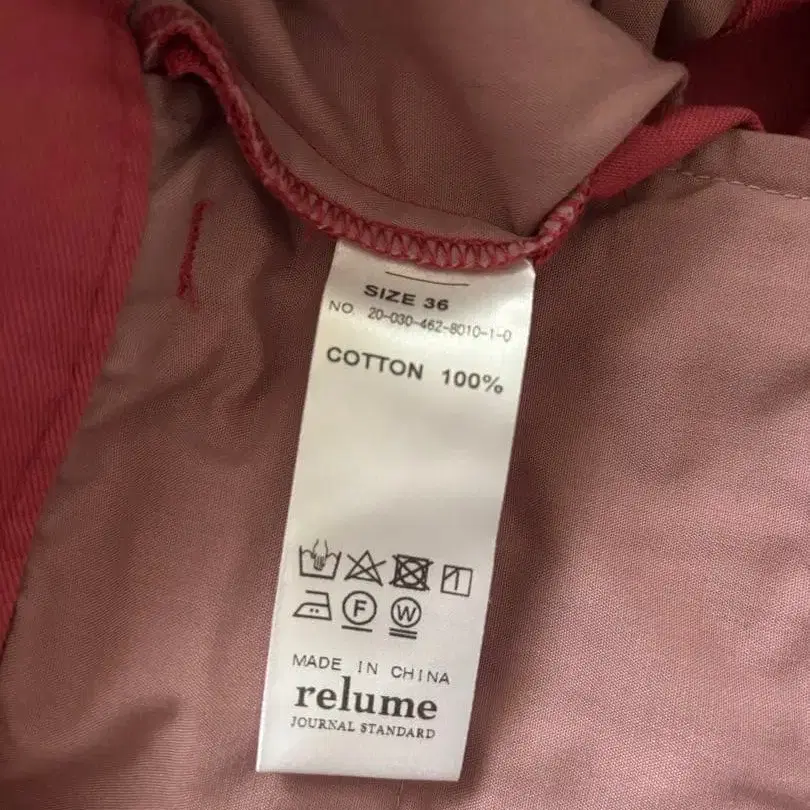 SIZE 36
NO. 20-030-462-8010-1-0
COTTON 100%
F
W
MADE IN CHINA
relume
JOURNAL STANDARD